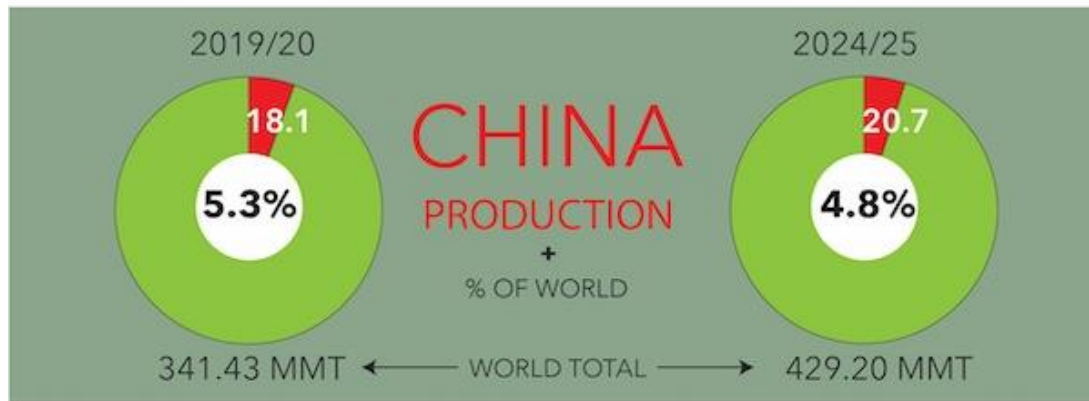 2019/20
18.1
5.3%
341.43 MMT
CHINA
PRODUCTION
+
% OF WORLD
WORLD TOTAL
2024/25
20.7
4.8%
429.20 MMT